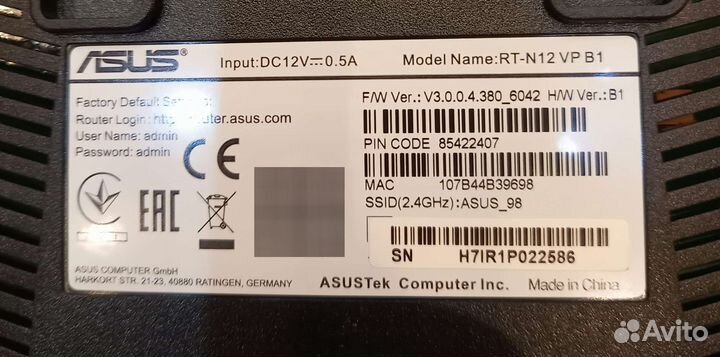 ASUS®
Input:DC12V⎓0.5A
Model Name:RT-N12 VP B1
Factory Default
Router Login: uter.asus.com
User Name: admin
Password: admin
F/W Ver.: V3.0.0.4.380_6042 H/W Ver.:B1
PIN CODE 85422407
MAC 107B44B39698
SSID(2.4GHz):ASUS_98
SN H7IR1P022586
CE
EAC
ASUS COMPUTER GmbH
HARKORT STR. 21-23, 40880 RATINGEN, GERMANY
ASUSTek Computer Inc.
Made in China
Avito